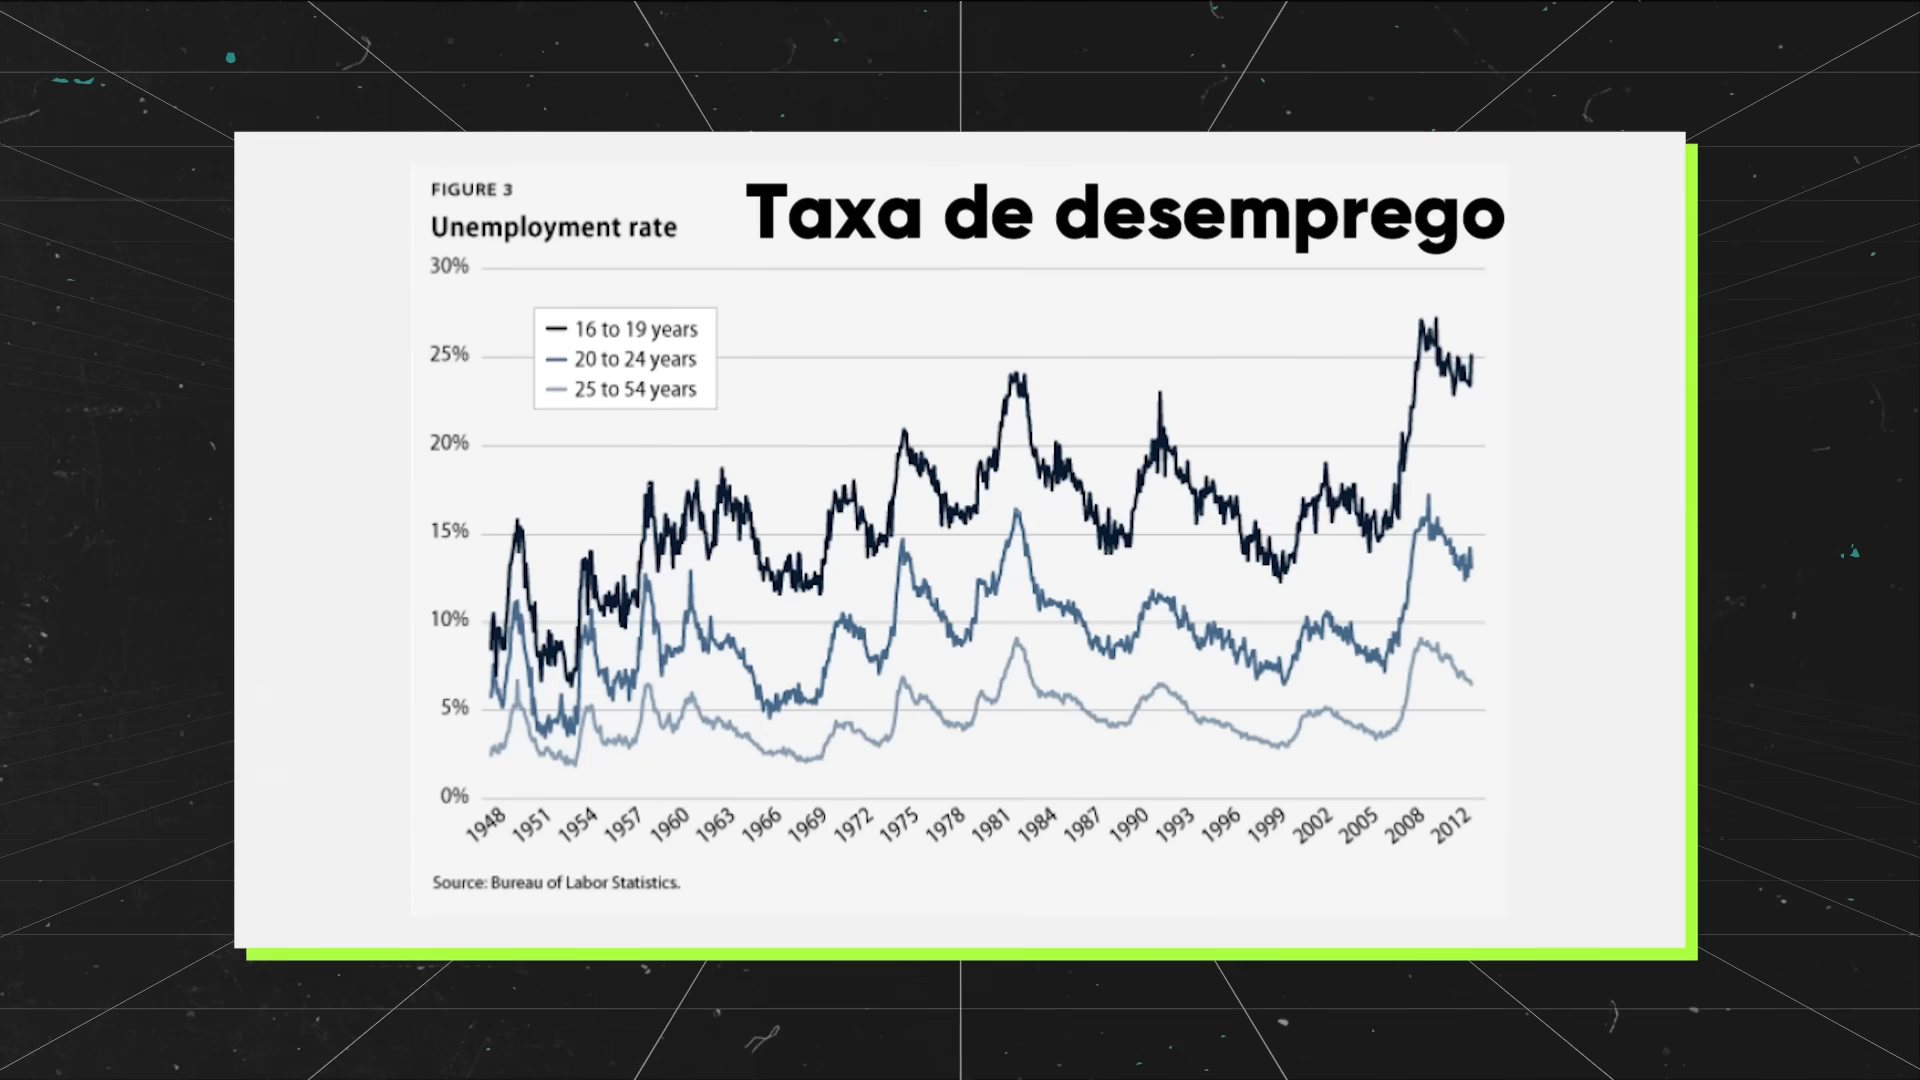 FIGURE 3
Taxa de desemprego
Unemployment rate
30%
16 to 19 years
25%
20 to 24 years
25 to 54 years
20%
15%
10%
5%
0%
1948 1951 1954 1957 1960 1963 1966 1969 1972 1975 1978 1981 1984 1987 1990 1993 1996 1999 2002 2005 2008 2012
Source: Bureau of Labor Statistics.